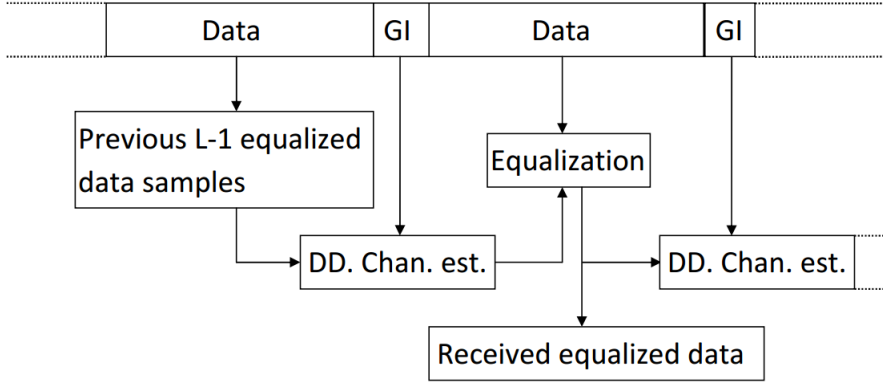 Data
GI
Data
GI
Previous L-1 equalized
data samples
Equalization
DD. Chan. est.
DD. Chan. est.
Received equalized data